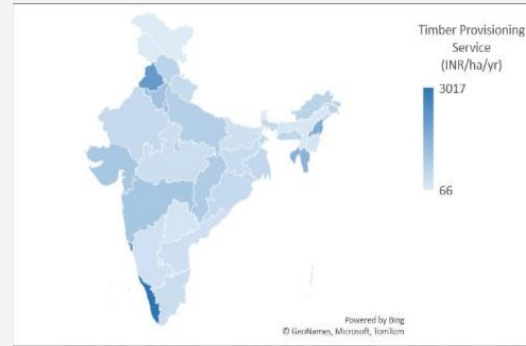 Timber Provisioning
Service
(INR/ha/yr)
3017
66
Powered by Bing
© GeoNames, Microsoft, TomTom